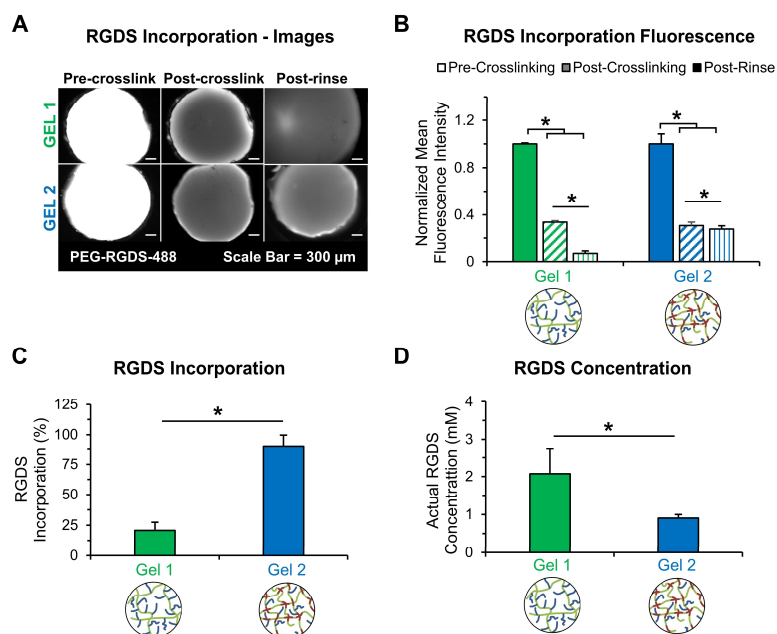 A
RGDS Incorporation - Images
Pre-crosslink Post-crosslink Post-rinse
GEL 1
GEL 2
PEG-RGDS-488 Scale Bar = 300 µm
B
RGDS Incorporation Fluorescence
Pre-Crosslinking Post-Crosslinking Post-Rinse
Normalized Mean
Fluorescence Intensity
1.2
0.8
0.4
0
* * * *
Gel 1 Gel 2
C
RGDS Incorporation
RGDS
Incorporation (%)
125
100
75
50
25
0
*
Gel 1 Gel 2
D
RGDS Concentration
Actual RGDS
Concentrattion (mM)
4
3
2
1
0
*
Gel 1 Gel 2